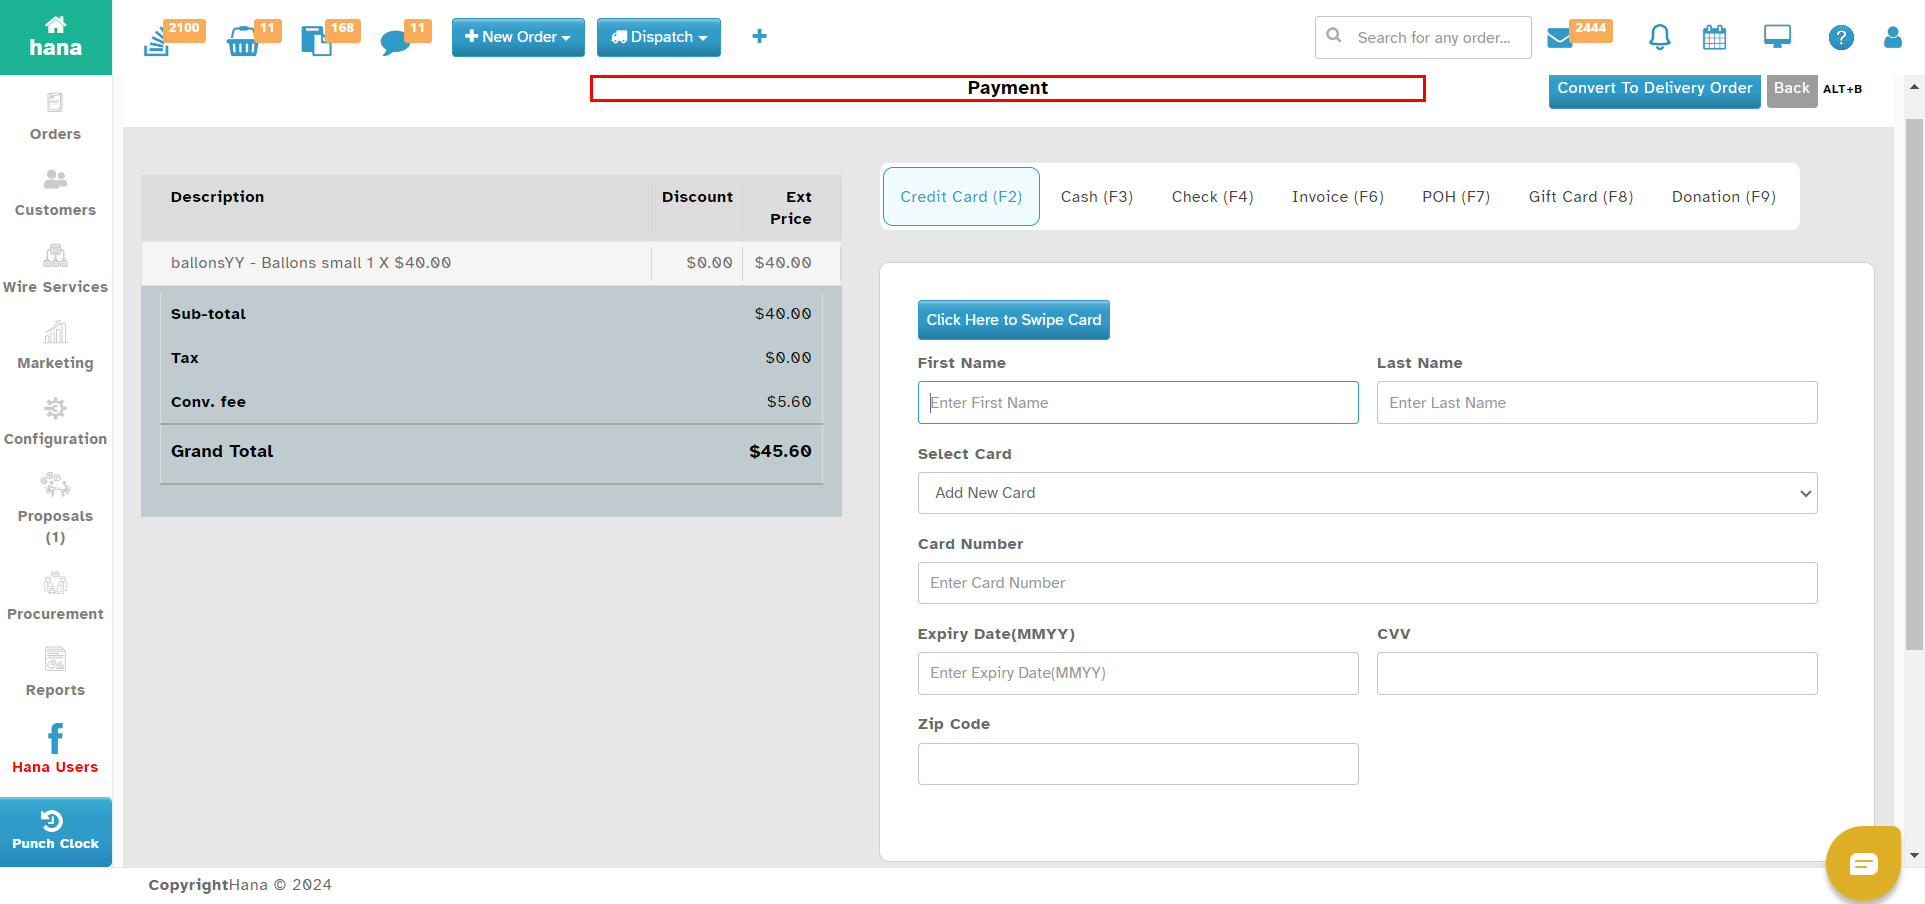 hana
2100
11
168
11
New Order
Dispatch
Search for any order...
2444
Payment
Convert To Delivery Order
Back
ALT+B
Orders
Customers
Wire Services
Marketing
Configuration
Proposals
(1)
Procurement
Reports
Hana Users
Punch Clock
Description Discount Ext
Price
ballonsYY - Ballons small 1 X $40.00 $0.00 $40.00
Sub-total $40.00
Tax $0.00
Conv. fee $5.60
Grand Total $45.60
Credit Card (F2) Cash (F3) Check (F4) Invoice (F6) POH (F7) Gift Card (F8) Donation (F9)
Click Here to Swipe Card
First Name Last Name
Enter First Name Enter Last Name
Select Card
Add New Card
Card Number
Enter Card Number
Expiry Date(MMYY) CVV
Enter Expiry Date(MMYY)
Zip Code
CopyrightHana © 2024